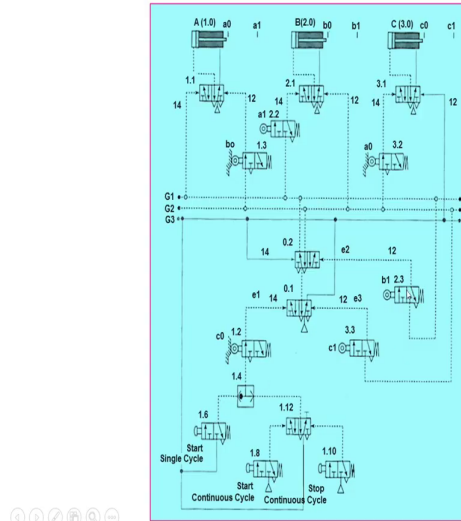 A (1.0) a0 a1 B(2.0) b0 b1 C (3.0) c0 c1
1.1 2.1 3.1
14 12 14 12 14 12
a1 2.2
bo 1.3 a0 3.2
G1
G2
G3
0.2 e2
14 12
0.1 b1 2.3
e1 14 12 e3
1.2 3.3
c0 c1
1.4
1.6 1.12
Start
Single Cycle
1.8 1.10
Start Stop
Continuous Cycle Continuous Cycle